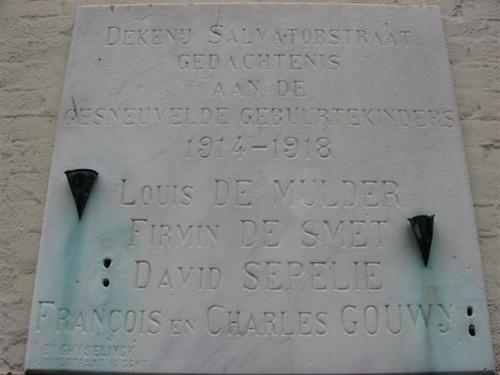 DEKENIJ SALVATORSTRAAT
GEDACHTENIS
AAN DE
GESNEUVELDE GEBUURTEKINDERS
1914-1918
LOUIS DE MULDER
FIRMIN DE SMET
DAVID SEPELIE
FRANÇOIS EN CHARLES GOUWY
GHYSELINCK